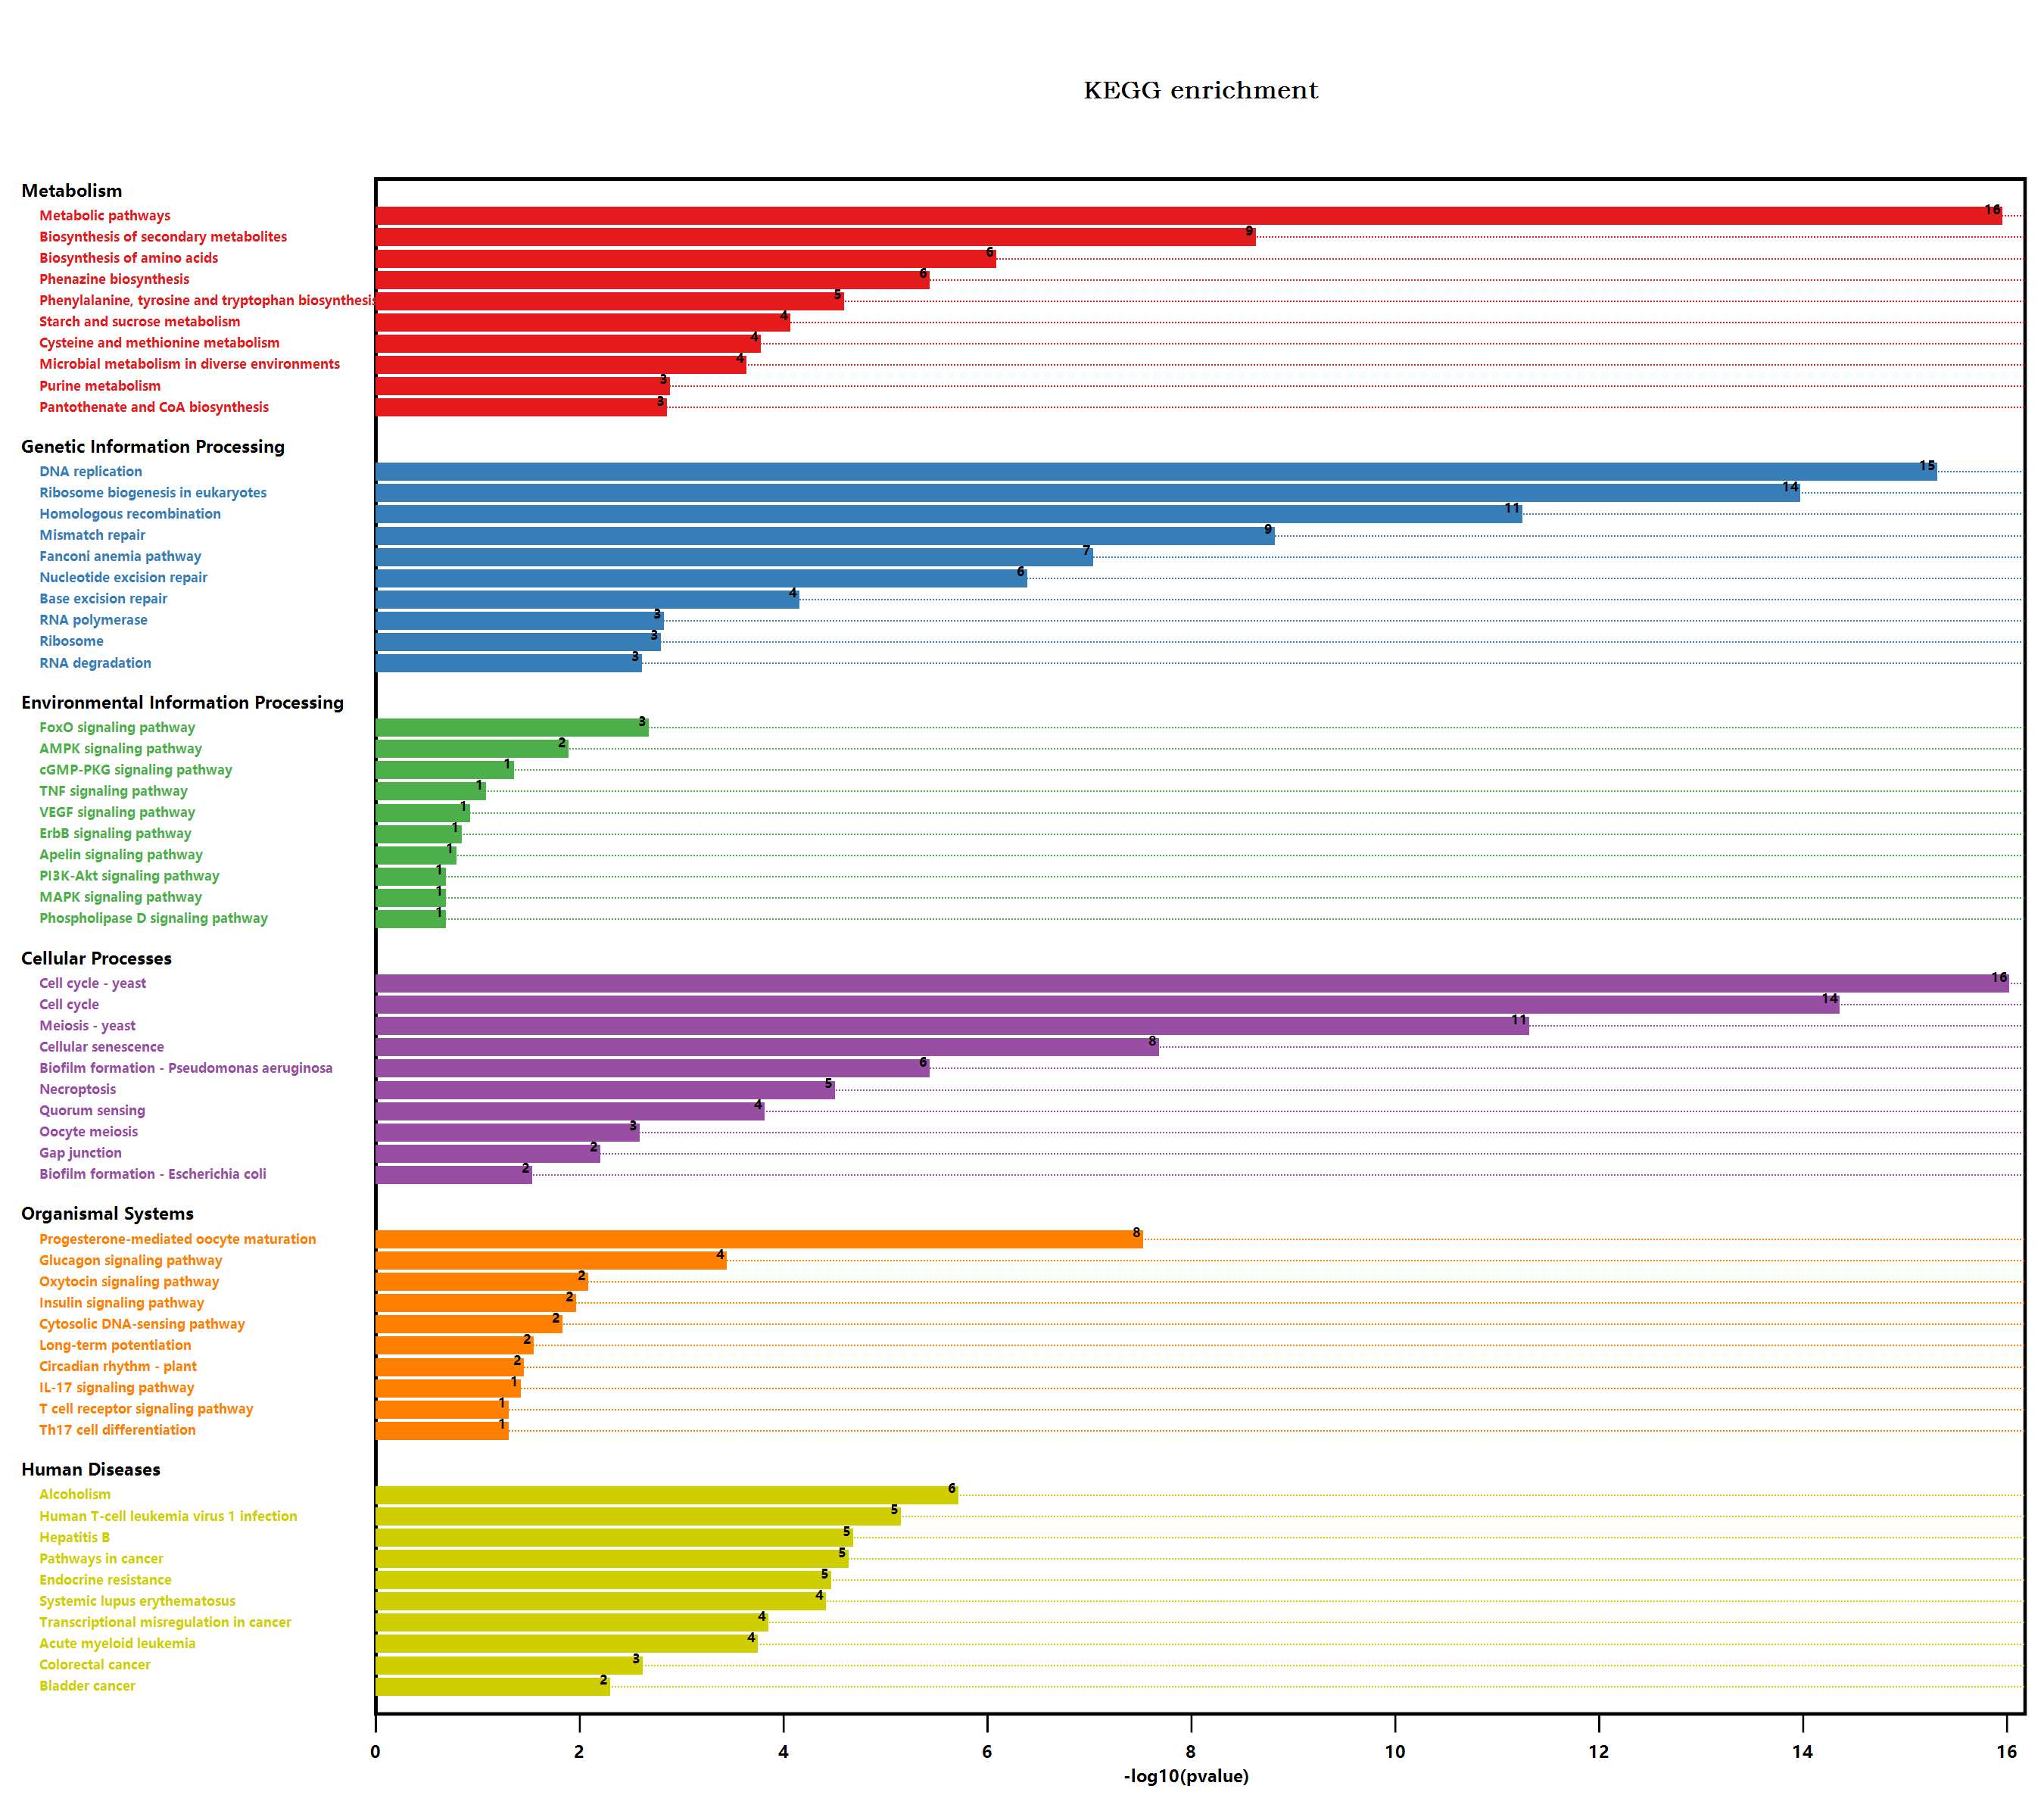 KEGG enrichment
Metabolism
Metabolic pathways 16
Biosynthesis of secondary metabolites 9
Biosynthesis of amino acids 6
Phenazine biosynthesis 6
Phenylalanine, tyrosine and tryptophan biosynthesis 5
Starch and sucrose metabolism 4
Cysteine and methionine metabolism 4
Microbial metabolism in diverse environments 4
Purine metabolism 3
Pantothenate and CoA biosynthesis 3
Genetic Information Processing
DNA replication 15
Ribosome biogenesis in eukaryotes 14
Homologous recombination 11
Mismatch repair 9
Fanconi anemia pathway 7
Nucleotide excision repair 6
Base excision repair 4
RNA polymerase 3
Ribosome 3
RNA degradation 3
Environmental Information Processing
FoxO signaling pathway 3
AMPK signaling pathway 2
cGMP-PKG signaling pathway 1
TNF signaling pathway 1
VEGF signaling pathway 1
ErbB signaling pathway 1
Apelin signaling pathway 1
PI3K-Akt signaling pathway 1
MAPK signaling pathway 1
Phospholipase D signaling pathway 1
Cellular Processes
Cell cycle - yeast 16
Cell cycle 14
Meiosis - yeast 11
Cellular senescence 8
Biofilm formation - Pseudomonas aeruginosa 6
Necroptosis 5
Quorum sensing 4
Oocyte meiosis 3
Gap junction 2
Biofilm formation - Escherichia coli 2
Organismal Systems
Progesterone-mediated oocyte maturation 8
Glucagon signaling pathway 4
Oxytocin signaling pathway 2
Insulin signaling pathway 2
Cytosolic DNA-sensing pathway 2
Long-term potentiation 2
Circadian rhythm - plant 2
IL-17 signaling pathway 1
T cell receptor signaling pathway 1
Th17 cell differentiation 1
Human Diseases
Alcoholism 6
Human T-cell leukemia virus 1 infection 5
Hepatitis B 5
Pathways in cancer 5
Endocrine resistance 5
Systemic lupus erythematosus 4
Transcriptional misregulation in cancer 4
Acute myeloid leukemia 4
Colorectal cancer 3
Bladder cancer 2
0 2 4 6 8 10 12 14 16
-log10(pvalue)